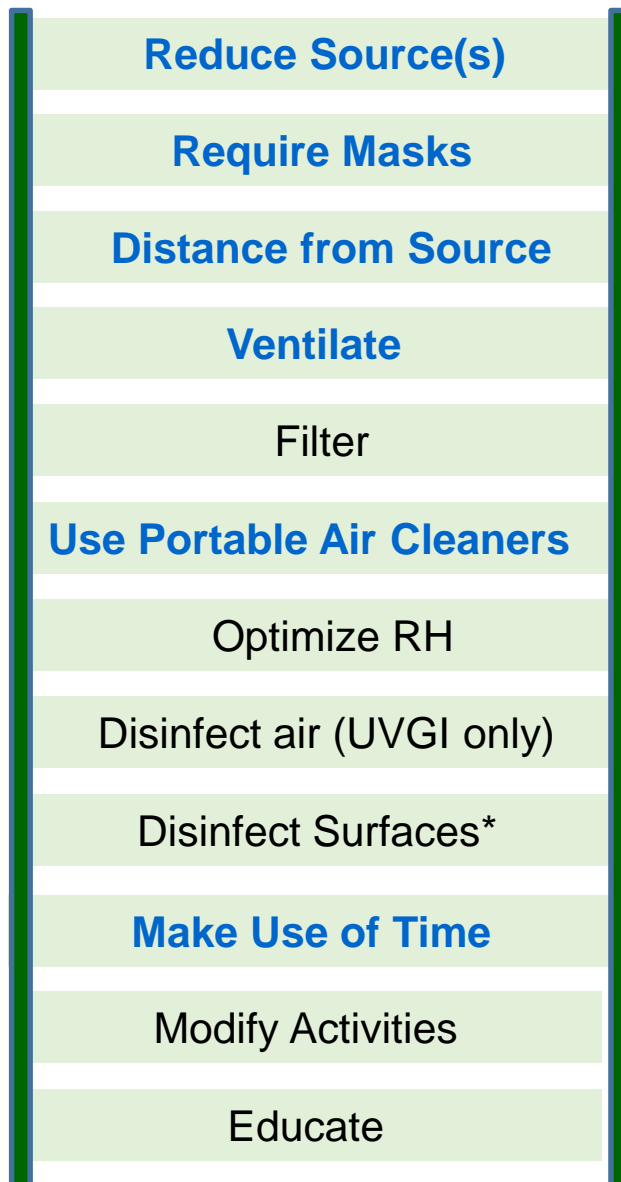 Reduce Source(s)
Require Masks
Distance from Source
Ventilate
Filter
Use Portable Air Cleaners
Optimize RH
Disinfect air (UVGI only)
Disinfect Surfaces*
Make Use of Time
Modify Activities
Educate